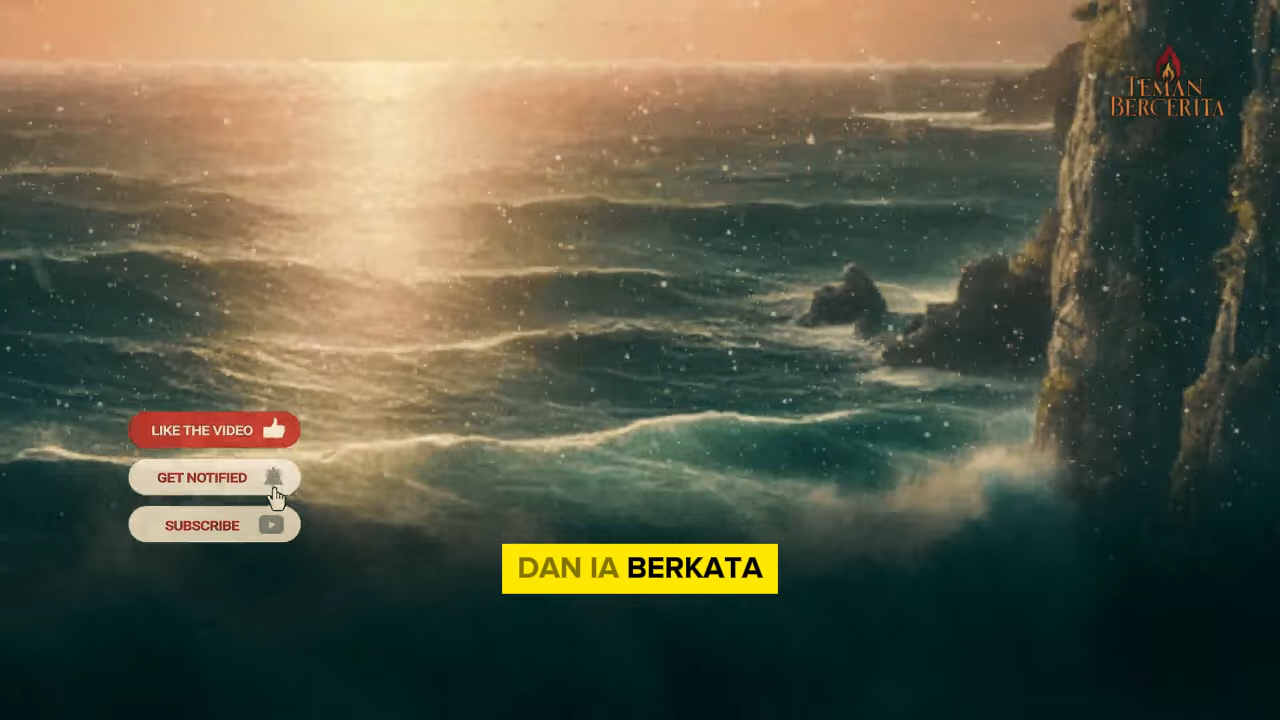 TEMAN
BERCERITA
LIKE THE VIDEO
GET NOTIFIED
SUBSCRIBE
DAN IA BERKATA